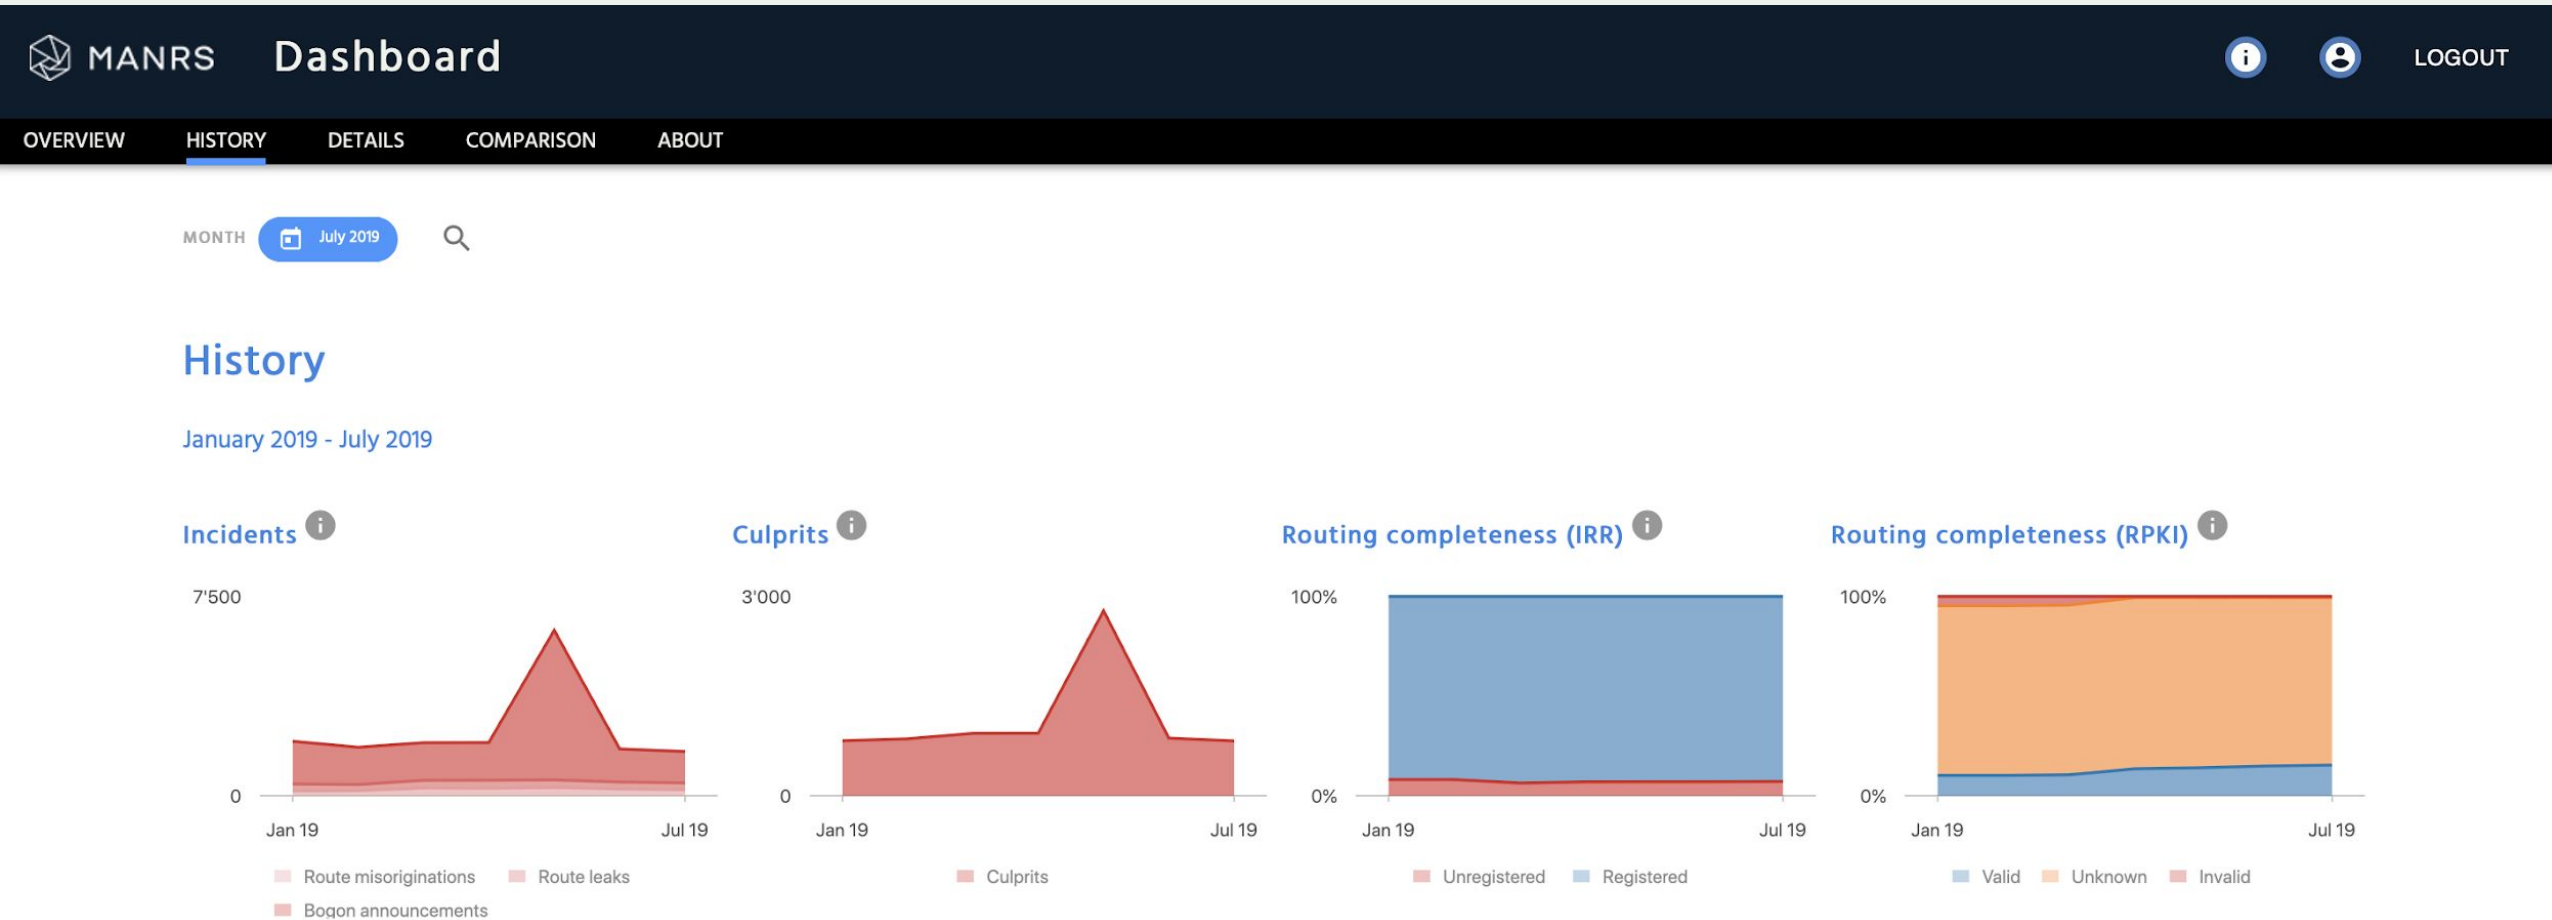 MANRS Dashboard LOGOUT
OVERVIEW HISTORY DETAILS COMPARISON ABOUT
MONTH July 2019
History
January 2019 - July 2019
Incidents Culprits Routing completeness (IRR) Routing completeness (RPKI)
7'500 3'000 100% 100%
0 0 0% 0%
Jan 19 Jul 19 Jan 19 Jul 19 Jan 19 Jul 19 Jan 19 Jul 19
Route misoriginations Route leaks Culprits Unregistered Registered Valid Unknown Invalid
Bogon announcements